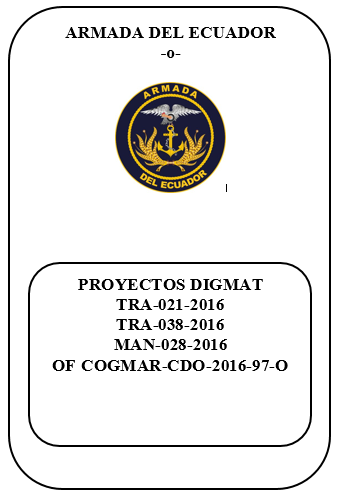 ARMADA DEL ECUADOR
-o-
ARMADA
DEL ECUADOR
PROYECTOS DIGMAT
TRA-021-2016
TRA-038-2016
MAN-028-2016
OF COGMAR-CDO-2016-97-O